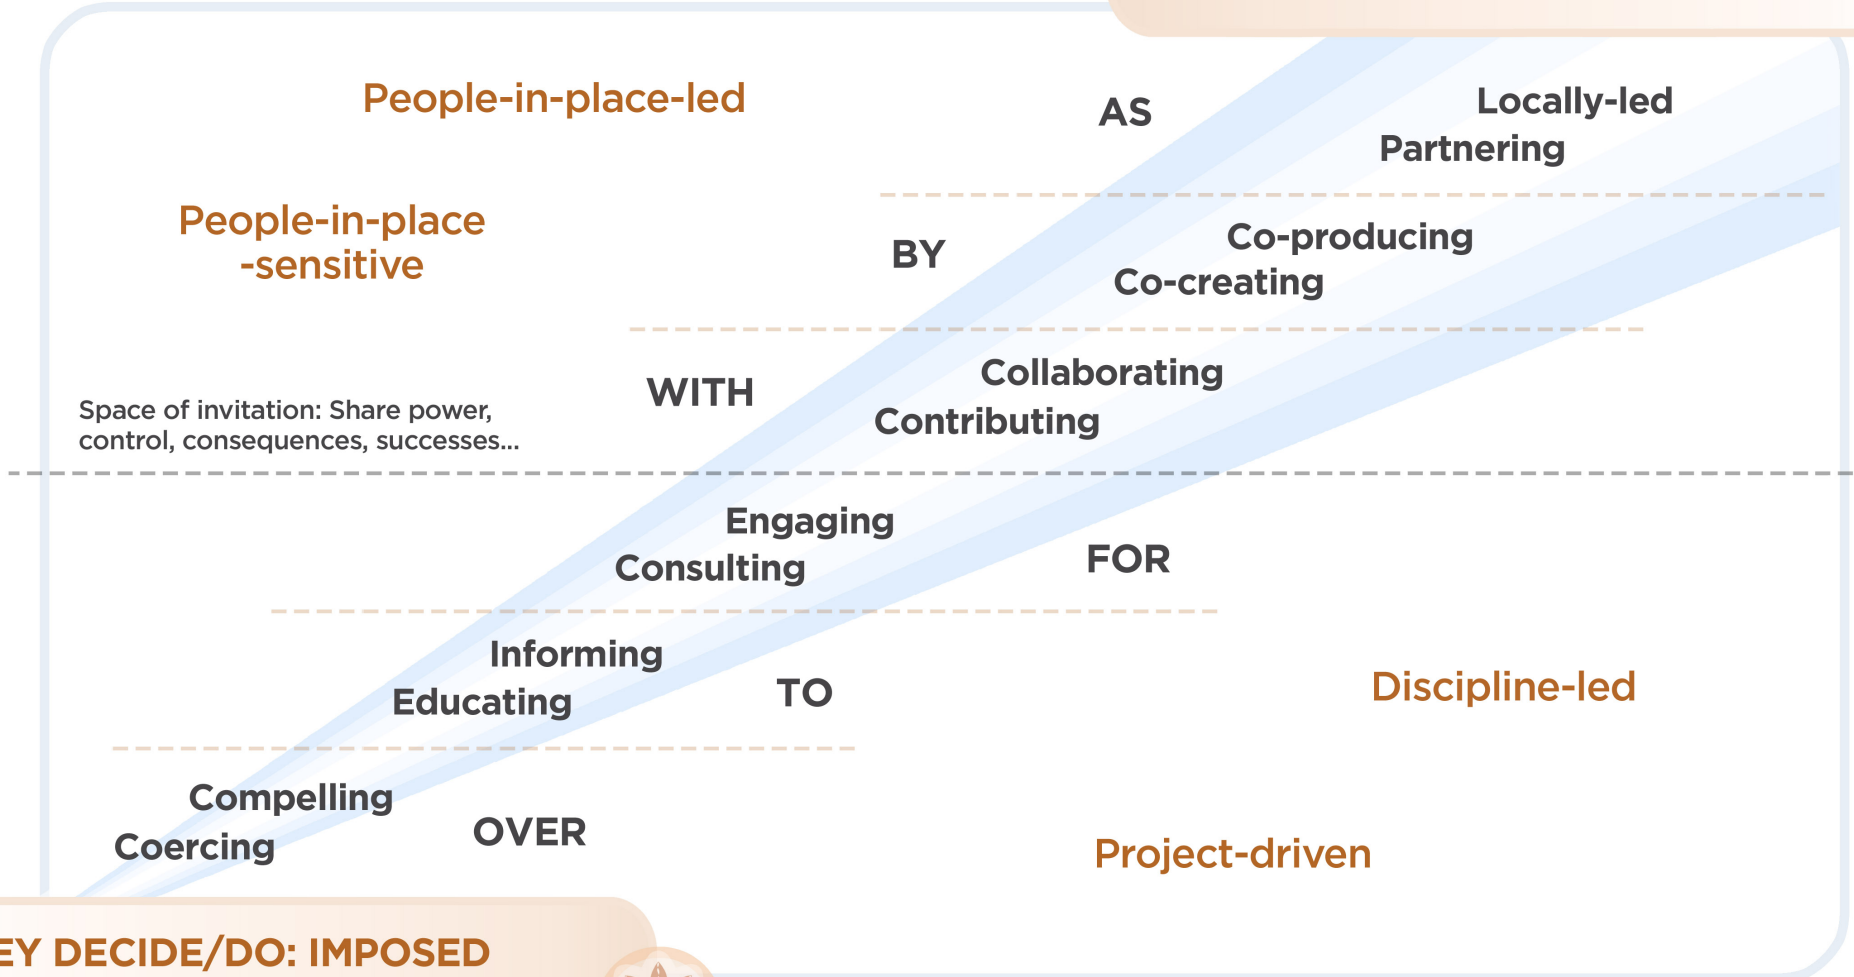 People-in-place-led
AS
Locally-led
Partnering
People-in-place
-sensitive
BY
Co-producing
Co-creating
WITH
Collaborating
Contributing
Space of invitation: Share power,
control, consequences, successes...
Engaging
Consulting
FOR
Informing
Educating
TO
Discipline-led
Compelling
Coercing
OVER
Project-driven
EY DECIDE/DO: IMPOSED